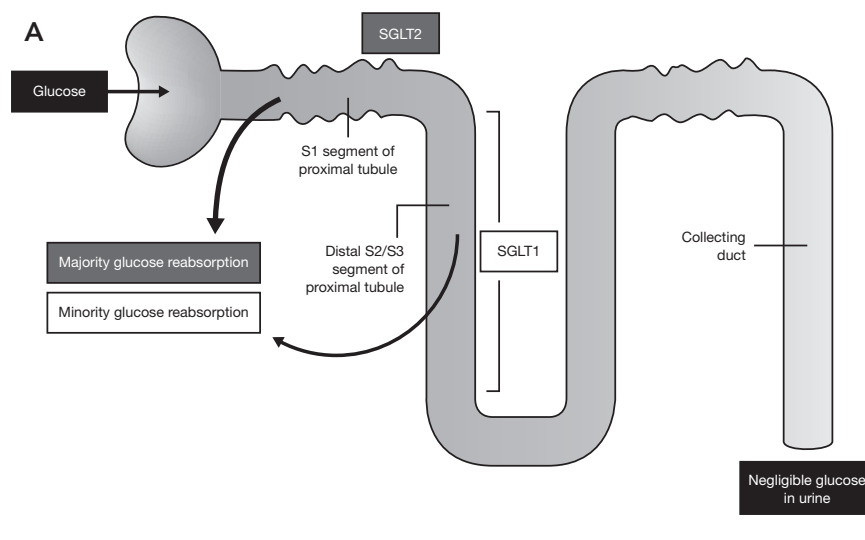 A
SGLT2
Glucose
S1 segment of
proximal tubule
Majority glucose reabsorption
Minority glucose reabsorption
Distal S2/S3
segment of
proximal tubule
SGLT1
Collecting
duct
Negligible glucose
in urine